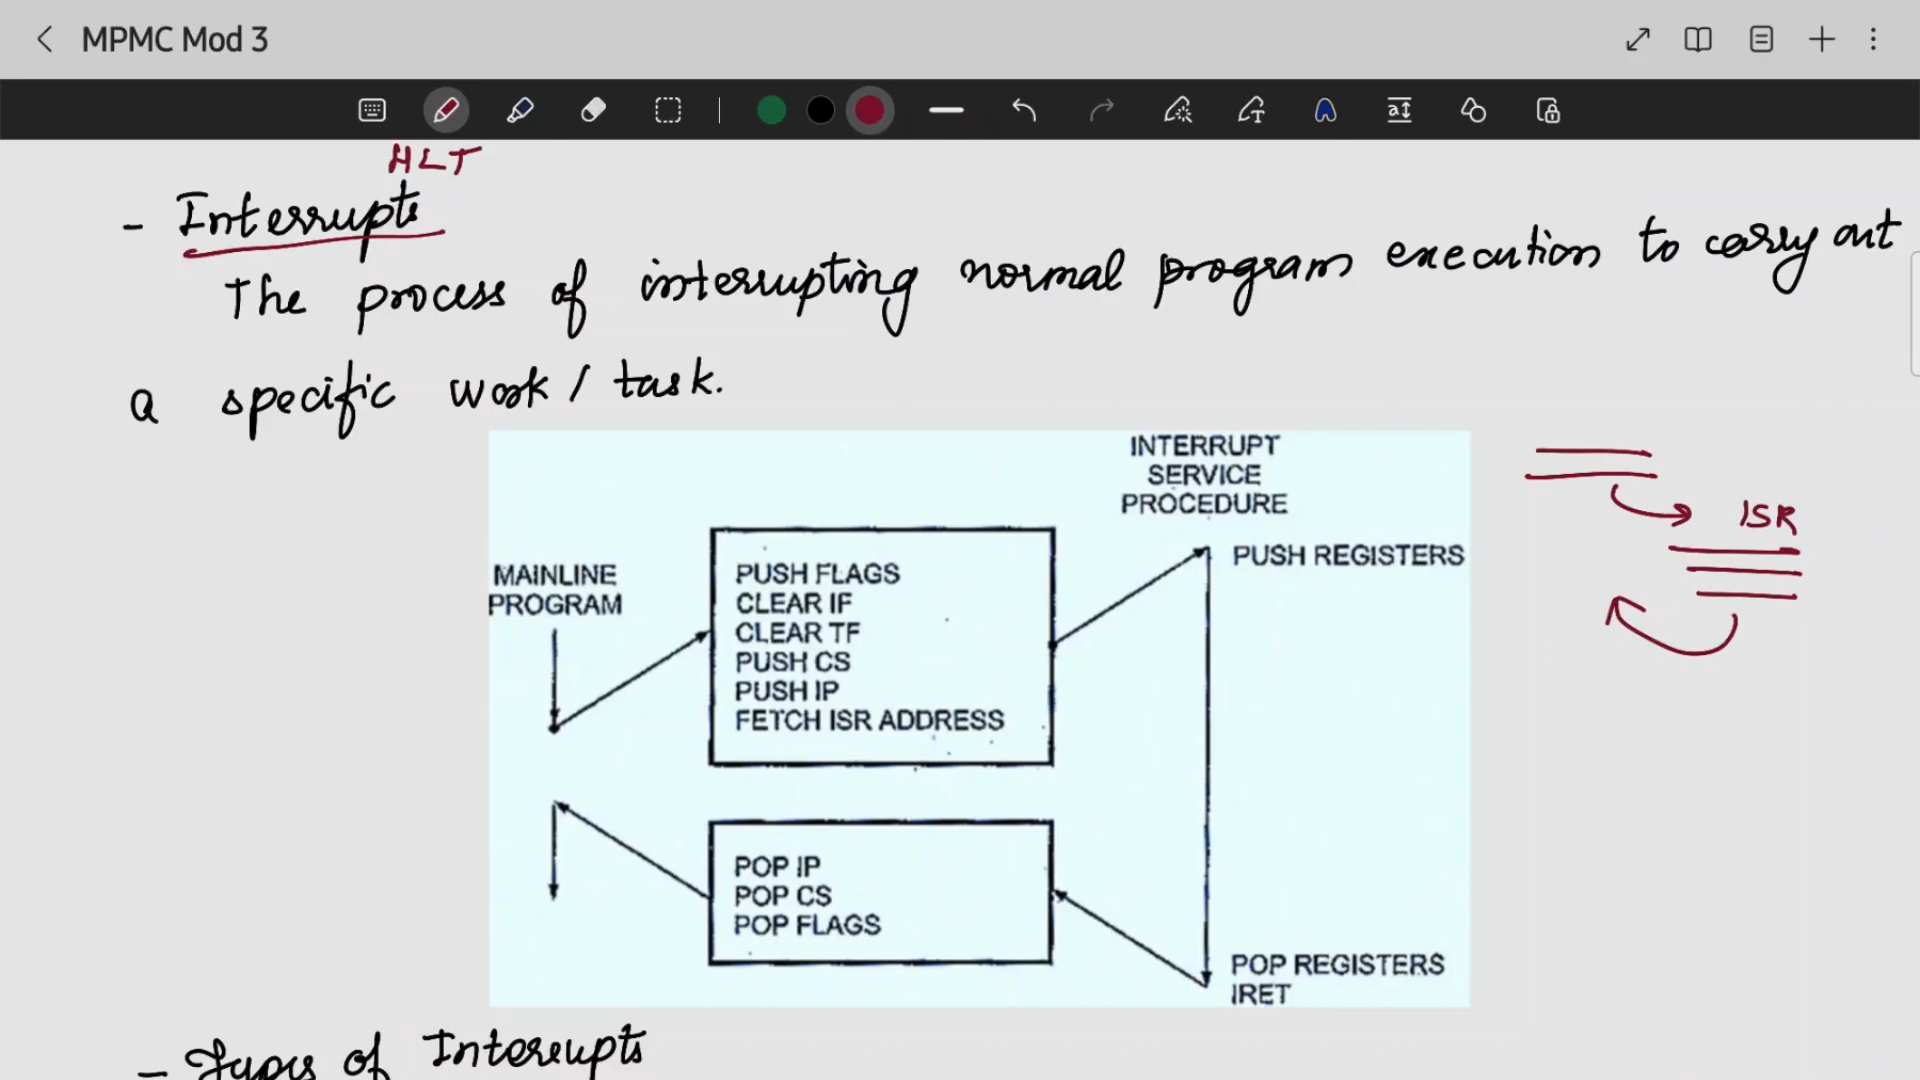 MPMC Mod 3
HLT
- Interrupts
The process of interrupting normal program execution to carry out
a specific work / task.
INTERRUPT
SERVICE
PROCEDURE
MAINLINE
PROGRAM
PUSH FLAGS
CLEAR IF
CLEAR TF
PUSH CS
PUSH IP
FETCH ISR ADDRESS
PUSH REGISTERS
ISR
POP IP
POP CS
POP FLAGS
POP REGISTERS
IRET
- Types of Interrupts